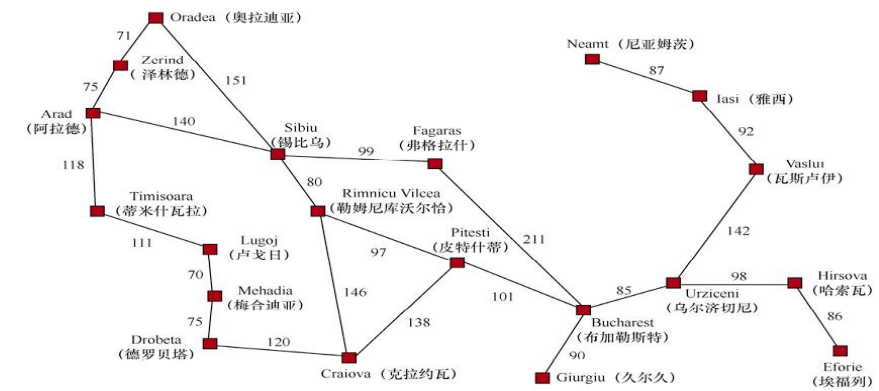 Oradea (奥拉迪亚)
71
Zerind
(泽林德)
75
151
Arad
(阿拉德)
140
118
Sibiu
(锡比乌)
99
Fagaras
(弗格拉什)
80
Timisoara
(蒂米什瓦拉)
111
Rimnicu Vilcea
(勒姆尼库沃尔恰)
Lugoj
(卢戈日)
70
Mehadia
(梅合迪亚)
75
Drobeta
(德罗贝塔)
120
146
97
Pitesti
(皮特什蒂)
211
138
101
Craiova (克拉约瓦)
Neamt (尼亚姆茨)
87
Iasi (雅西)
92
Vaslui
(瓦斯卢伊)
142
85
98
Urziceni
(乌尔济切尼)
Hirsova
(哈索瓦)
86
Bucharest
(布加勒斯特)
90
Giurgiu (久尔久)
Eforie
(埃福列)